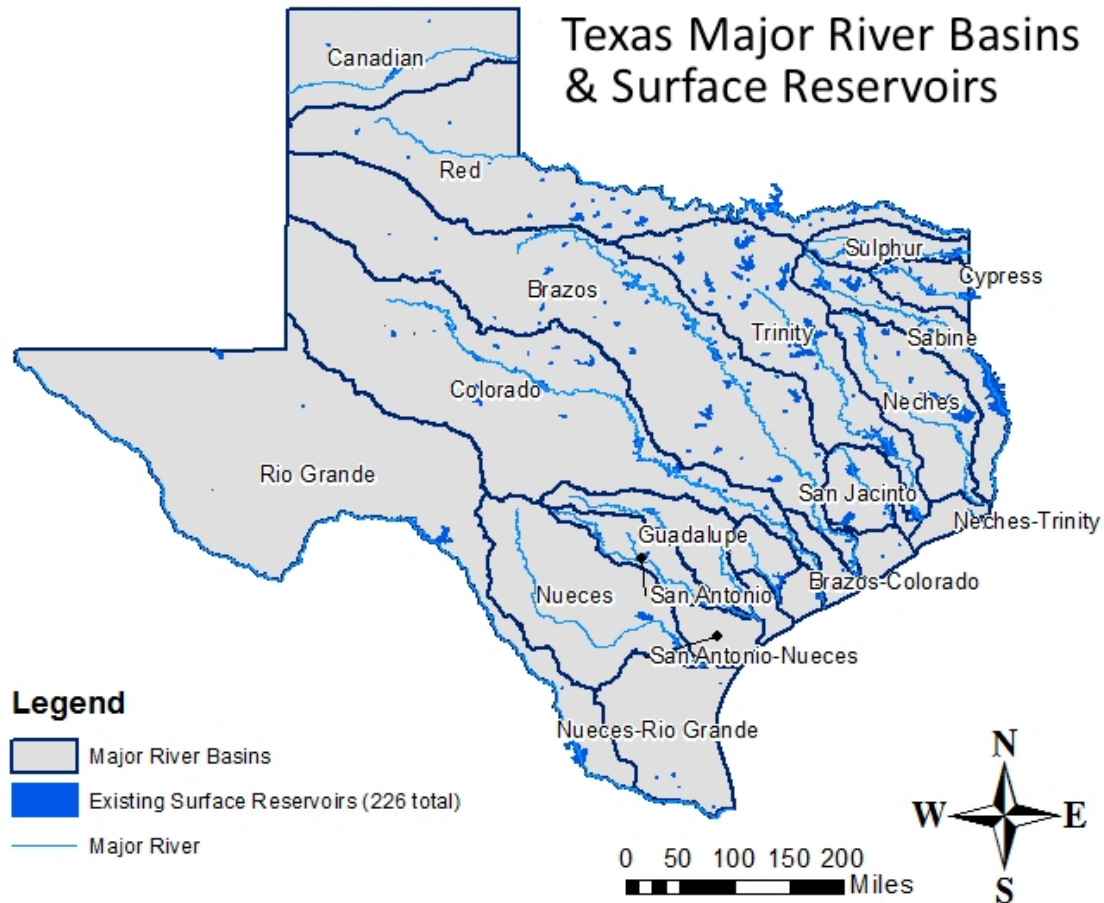 Texas Major River Basins
& Surface Reservoirs
Canadian
Red
Sulphur
Cypress
Brazos
Trinity
Sabine
Colorado
Neches
Rio Grande
San Jacinto
Neches-Trinity
Guadalupe
Brazos-Colorado
Nueces
San Antonio
San Antonio-Nueces
Nueces-Rio Grande
Legend
Major River Basins
Existing Surface Reservoirs (226 total)
Major River
N
W E
S
0 50 100 150 200
Miles